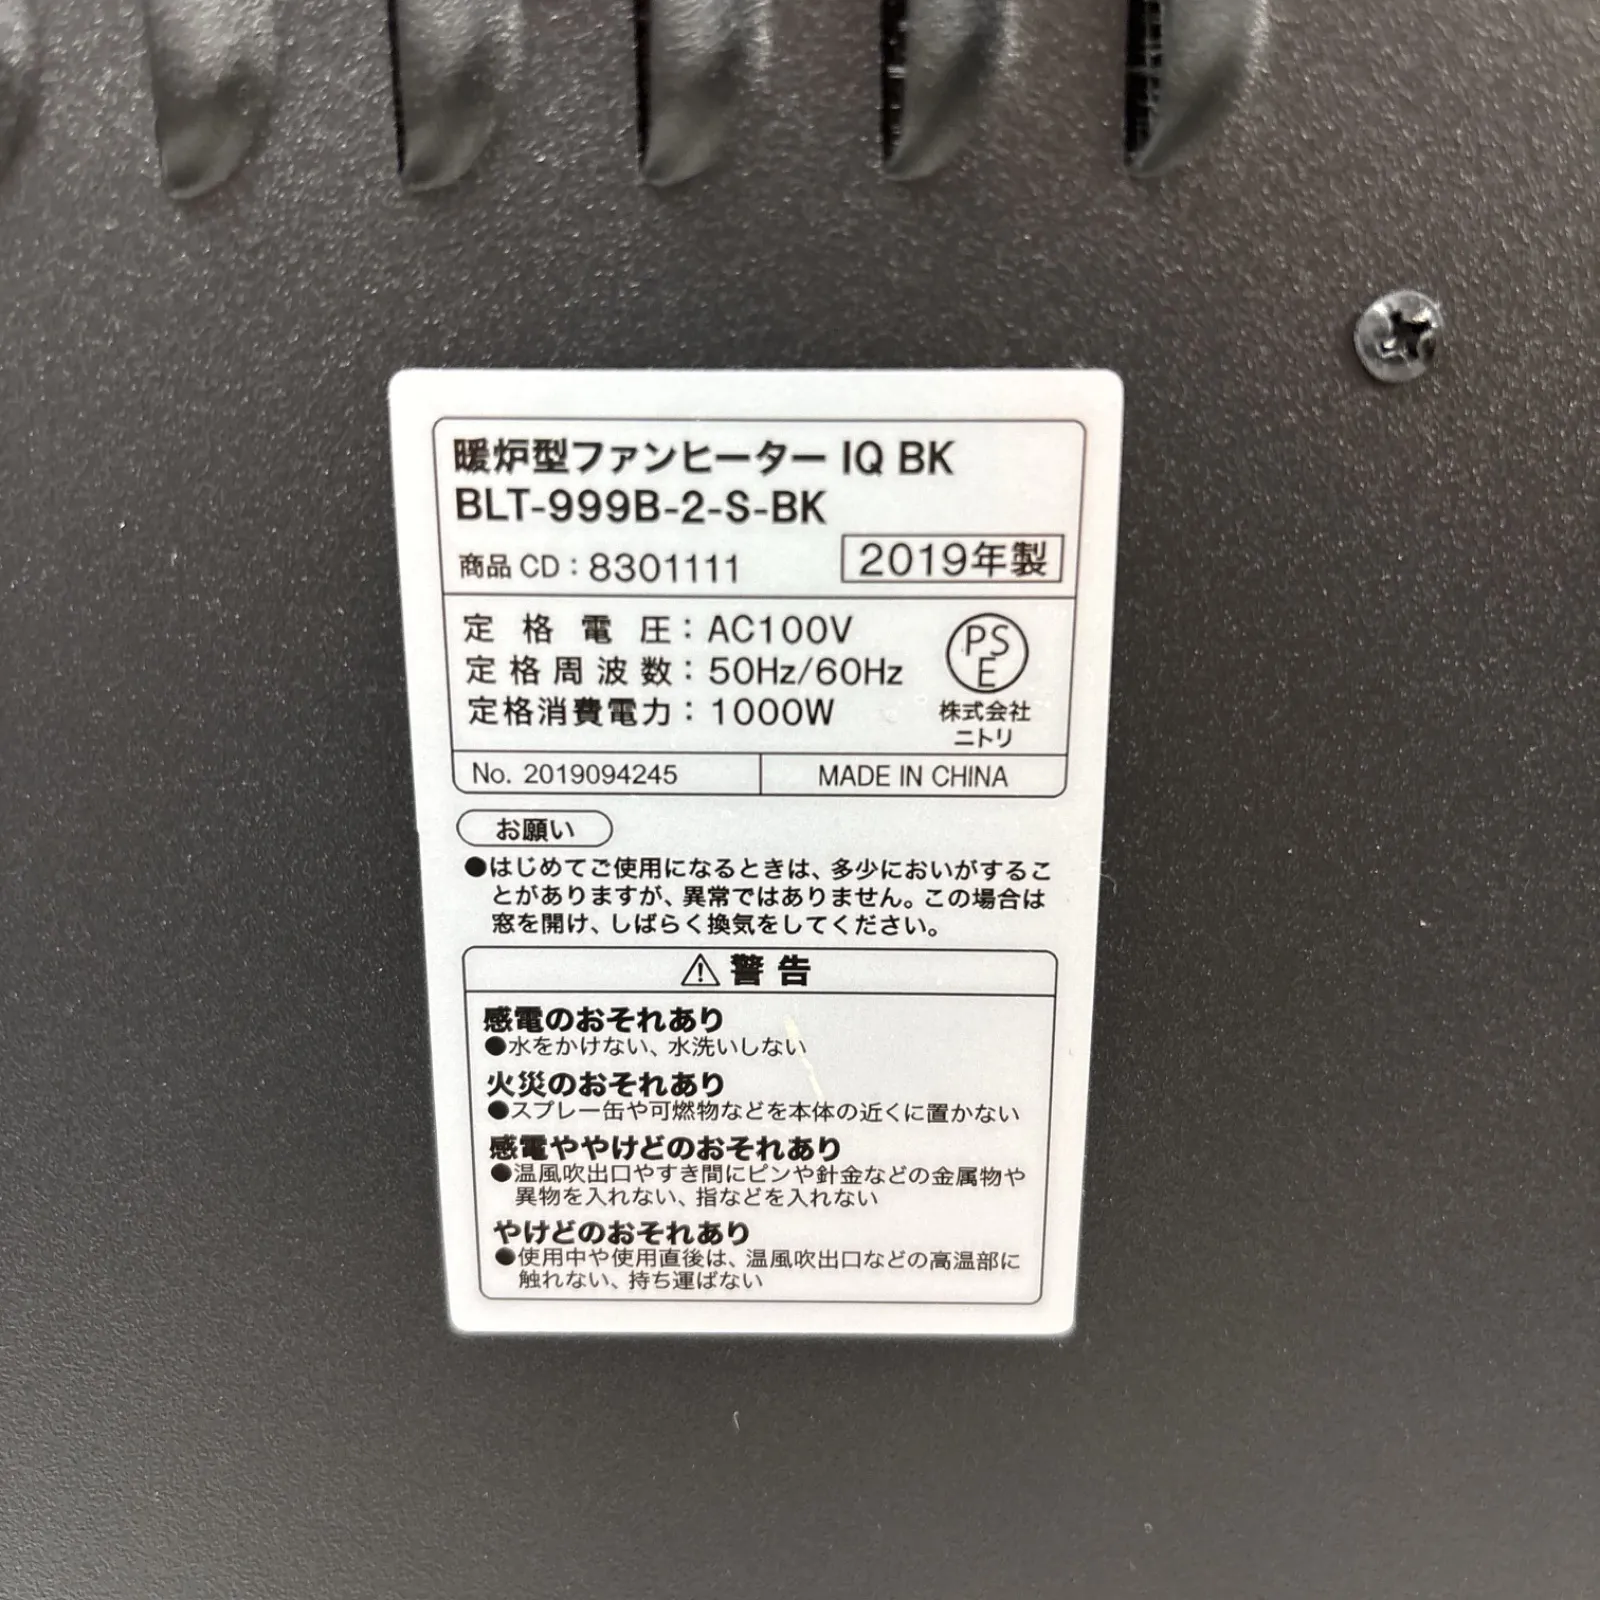 暖炉型ファンヒーター IQ BK
BLT-999B-2-S-BK
商品 CD：8301111
2019年製
定格電圧：AC100V
定格周波数：50Hz/60Hz
定格消費電力：1000W
PS
E
株式会社
ニトリ
No. 2019094245
MADE IN CHINA
お願い
●はじめてご使用になるときは、多少においがするこ
とがありますが、異常ではありません。この場合は
窓を開け、しばらく換気をしてください。
⚠警告
感電のおそれあり
●水をかけない、水洗いしない
火災のおそれあり
●スプレー缶や可燃物などを本体の近くに置かない
感電ややけどのおそれあり
●温風吹出口やすき間にピンや針金などの金属物や
異物を入れない、指などを入れない
やけどのおそれあり
●使用中や使用直後は、温風吹出口などの高温部に
触れない、持ち運ばない